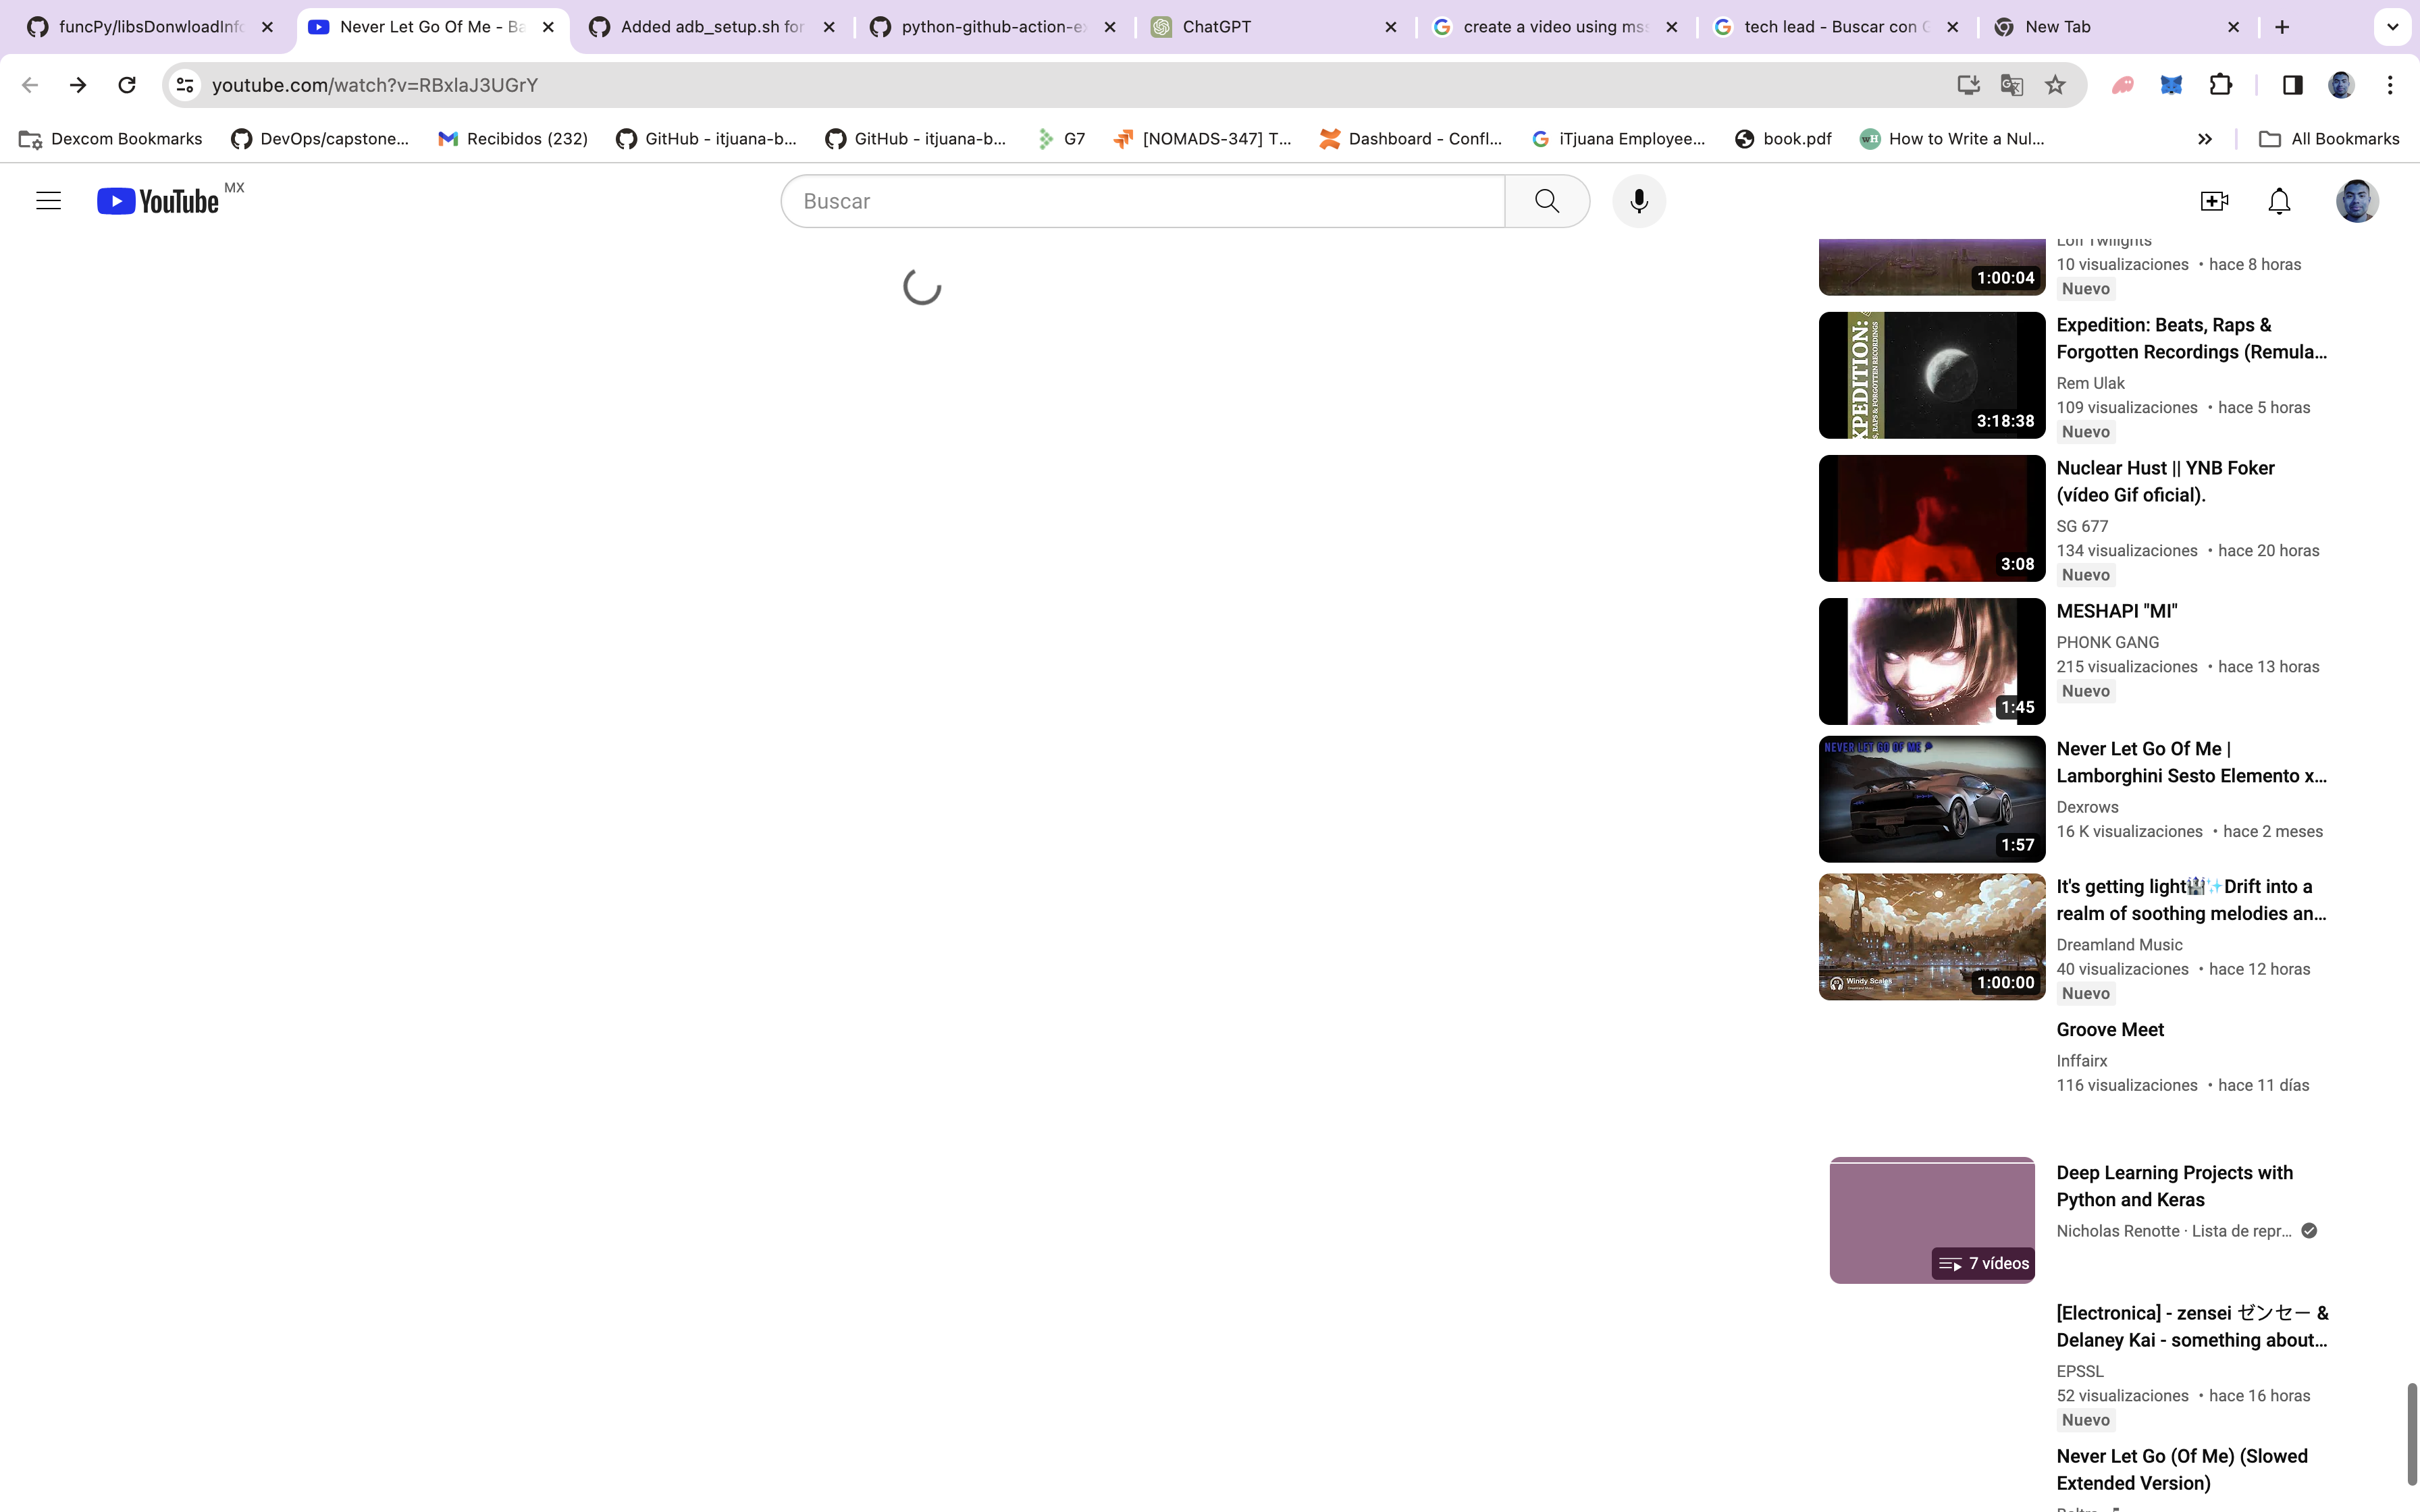 funcPy/libsDonwloadInfo
Never Let Go Of Me - Ba
Added adb_setup.sh for
python-github-action-ex
ChatGPT
create a video using mss
tech lead - Buscar con G
New Tab
youtube.com/watch?v=RBxlaJ3UGrY
Dexcom Bookmarks
DevOps/capstone...
Recibidos (232)
GitHub - itjuana-b...
GitHub - itjuana-b...
G7
[NOMADS-347] T...
Dashboard - Confl...
iTjuana Employee...
book.pdf
How to Write a Nul...
All Bookmarks
YouTube MX
Buscar
Lofi Twilights
10 visualizaciones • hace 8 horas
Nuevo
1:00:04
EXPEDITION:
S, RAPS & FORGOTTEN RECORDINGS
3:18:38
Expedition: Beats, Raps &
Forgotten Recordings (Remula...
Rem Ulak
109 visualizaciones • hace 5 horas
Nuevo
3:08
Nuclear Hust || YNB Foker
(vídeo Gif oficial).
SG 677
134 visualizaciones • hace 20 horas
Nuevo
1:45
MESHAPI "MI"
PHONK GANG
215 visualizaciones • hace 13 horas
Nuevo
NEVER LET GO OF ME
1:57
Never Let Go Of Me |
Lamborghini Sesto Elemento x...
Dexrows
16 K visualizaciones • hace 2 meses
Windy Scales
1:00:00
It's getting light🏰✨Drift into a
realm of soothing melodies an...
Dreamland Music
40 visualizaciones • hace 12 horas
Nuevo
Groove Meet
Inffairx
116 visualizaciones • hace 11 días
7 vídeos
Deep Learning Projects with
Python and Keras
Nicholas Renotte · Lista de repr...
[Electronica] - zensei ゼンセー &
Delaney Kai - something about...
EPSSL
52 visualizaciones • hace 16 horas
Nuevo
Never Let Go (Of Me) (Slowed
Extended Version)